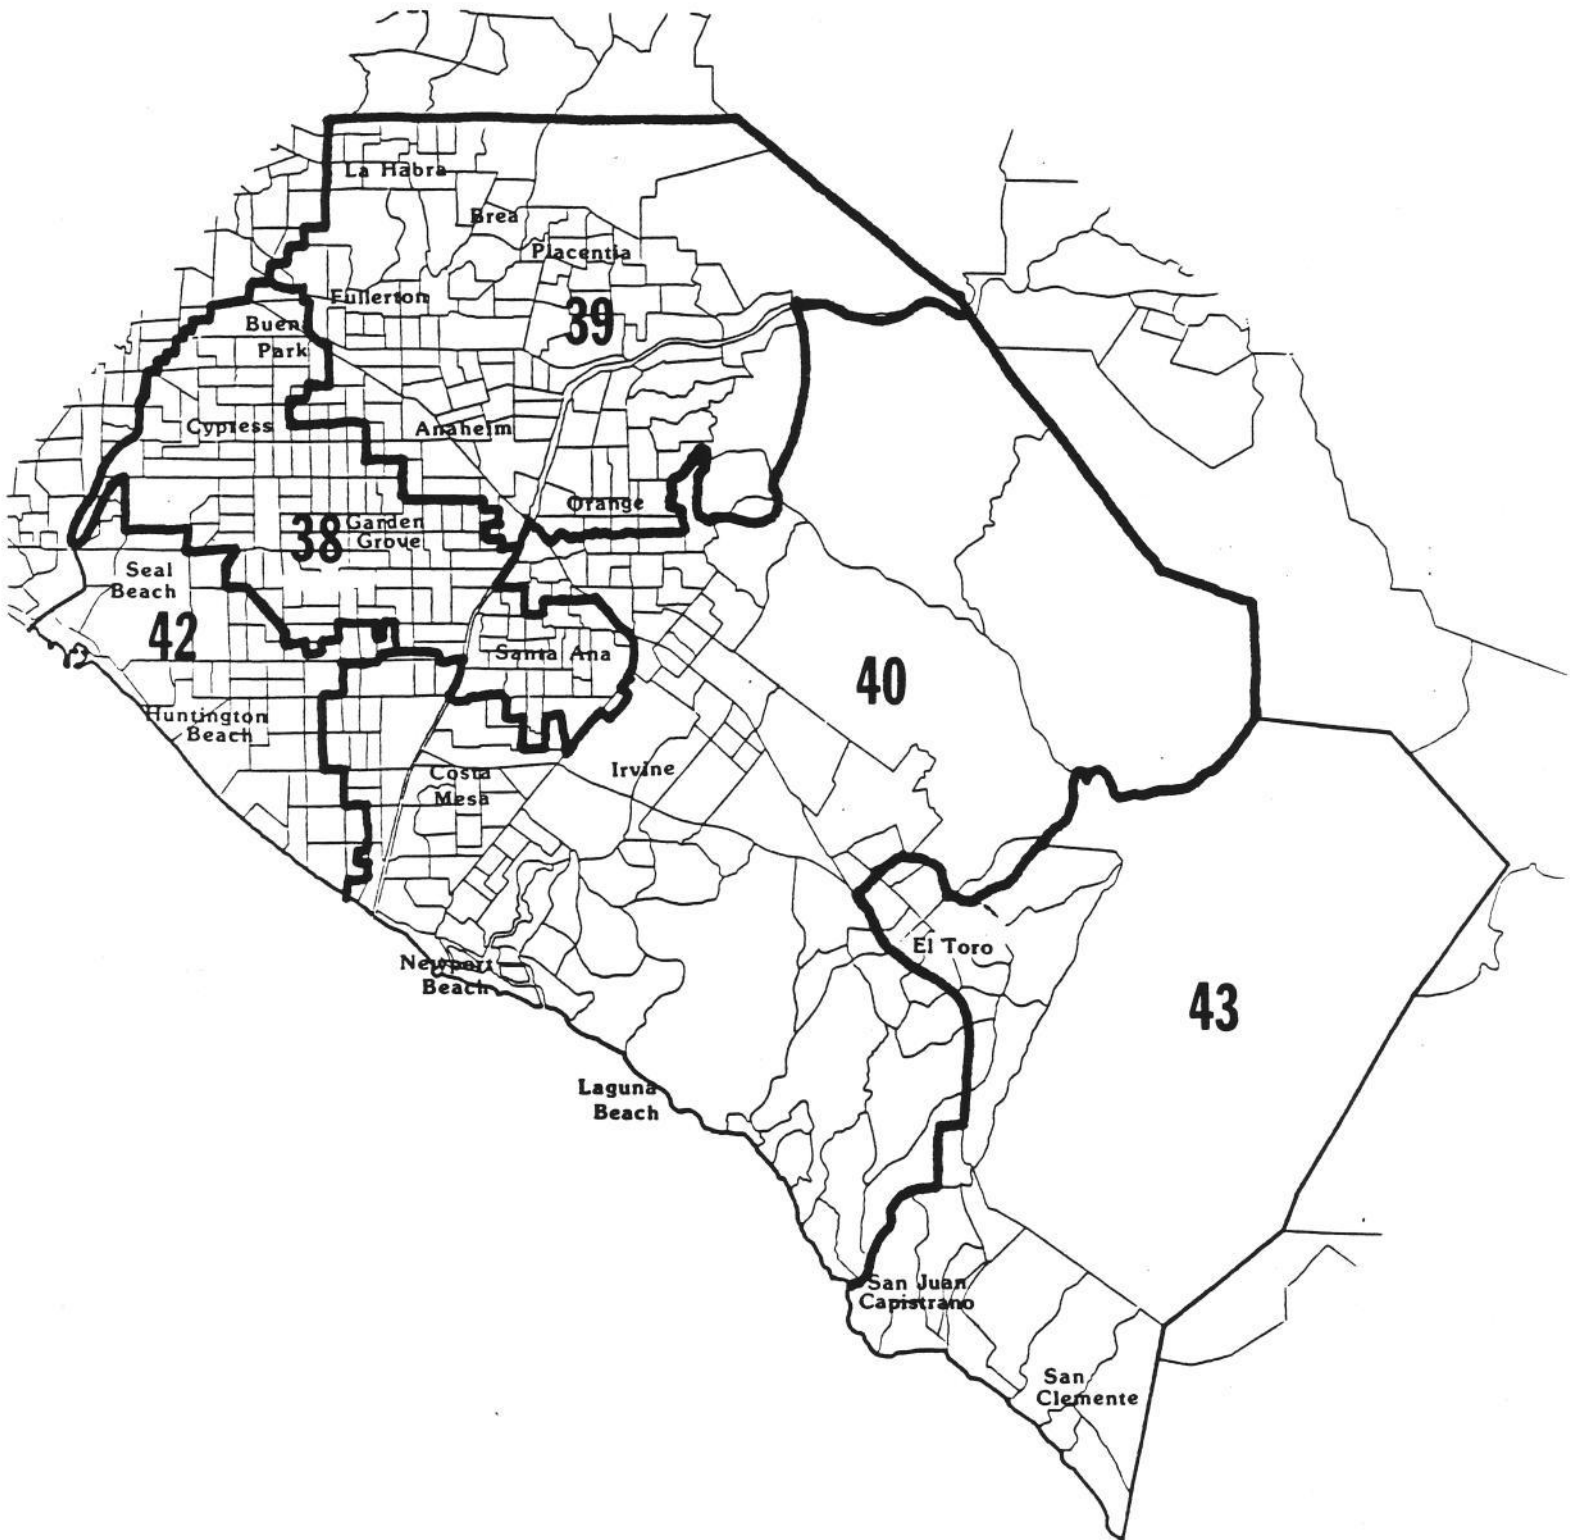 La Habra
Brea
Placentia
Fullerton
39
Buena
Park
Cypress
Anaheim
Orange
38
Garden
Grove
Seal
Beach
42
Santa Ana
40
Huntington
Beach
Costa
Mesa
Irvine
El Toro
Newport
Beach
43
Laguna
Beach
San Juan
Capistrano
San
Clemente